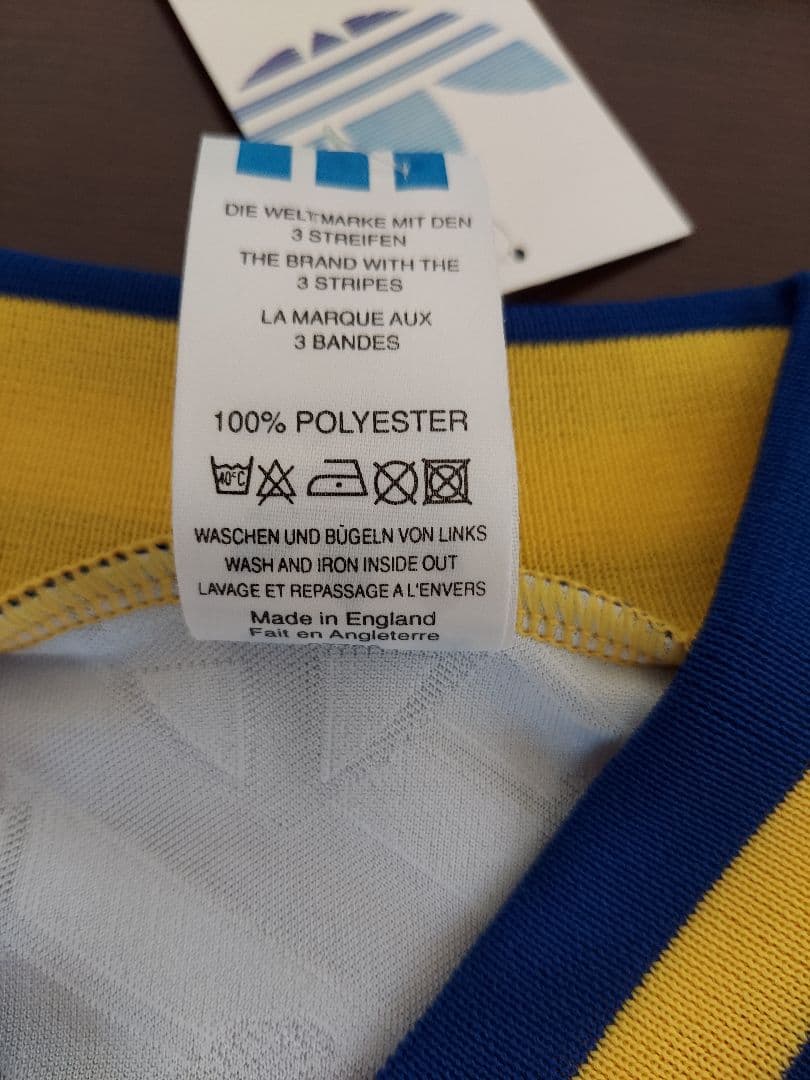 DIE WELTMARKE MIT DEN
3 STREIFEN
THE BRAND WITH THE
3 STRIPES
LA MARQUE AUX
3 BANDES
100% POLYESTER
40°C
WASCHEN UND BÜGELN VON LINKS
WASH AND IRON INSIDE OUT
LAVAGE ET REPASSAGE A L'ENVERS
Made in England
Fait en Angleterre